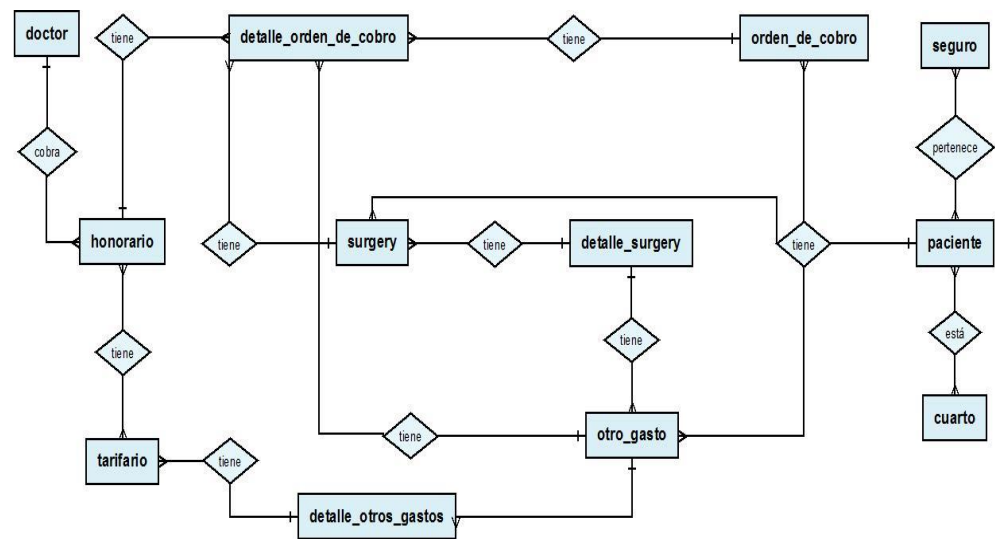 doctor
tiene
detalle_orden_de_cobro
tiene
orden_de_cobro
seguro
cobra
pertenece
honorario
tiene
surgery
tiene
detalle_surgery
tiene
paciente
tiene
tiene
está
tarifario
tiene
tiene
otro_gasto
cuarto
detalle_otros_gastos